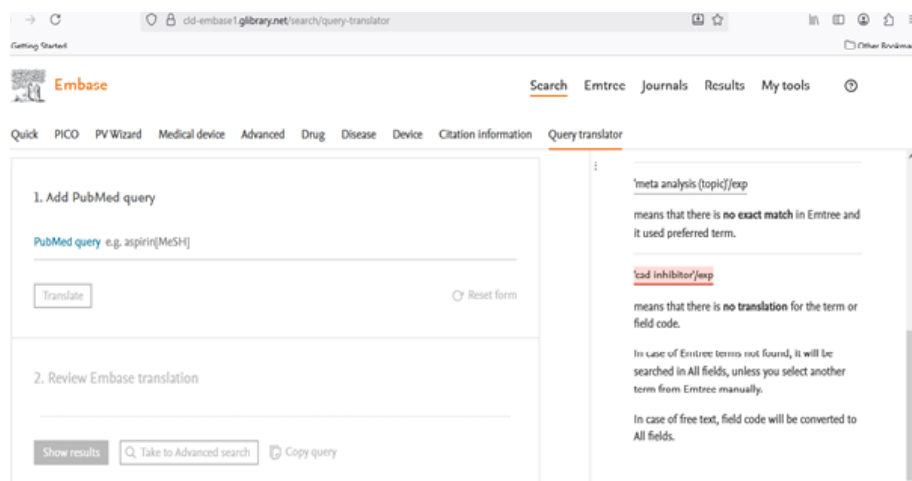 cld-embase1.glibrary.net/search/query-translator
Getting Started
Other Bookma
Embase
Search Emtree Journals Results My tools
Quick PICO PV Wizard Medical device Advanced Drug Disease Device Citation information Query translator
1. Add PubMed query
PubMed query e.g. aspirin[MeSH]
Translate
Reset form
2. Review Embase translation
Show results
Take to Advanced search
Copy query
'meta analysis (topic)'/exp
means that there is no exact match in Emtree and
it used preferred term.
'cad inhibitor'/exp
means that there is no translation for the term or
field code.
In case of Emtree terms not found, it will be
searched in All fields, unless you select another
term from Emtree manually.
In case of free text, field code will be converted to
All fields.